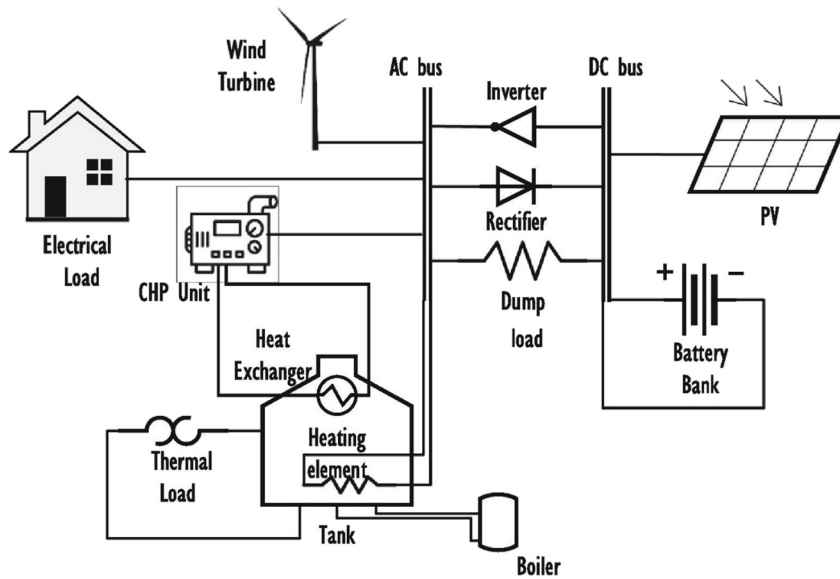 Wind
Turbine
AC bus
DC bus
Inverter
Electrical
Load
Rectifier
PV
CHP Unit
Dump
load
+
−
Battery
Bank
Heat
Exchanger
Heating
element
Thermal
Load
Tank
Boiler